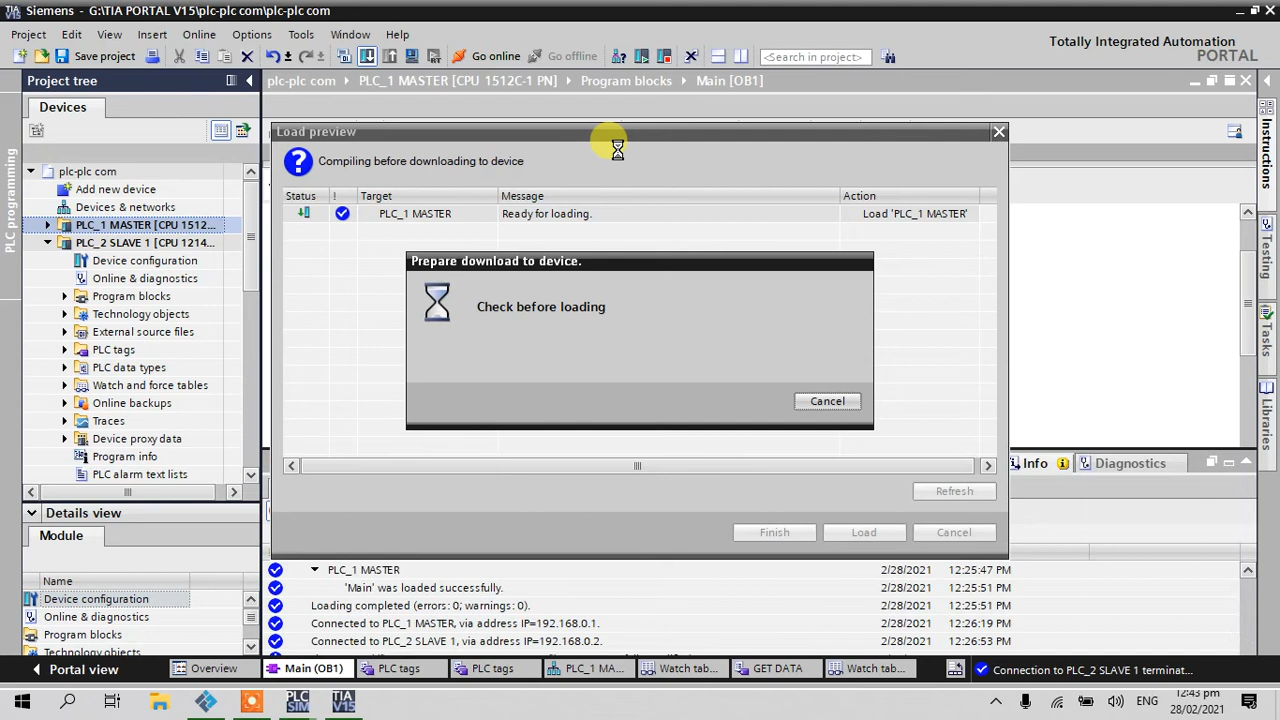 Siemens - G:\TIA PORTAL V15\plc-plc com\plc-plc com
Project Edit View Insert Online Options Tools Window Help
Totally Integrated Automation
PORTAL
Save project Go online Go offline <Search in project>
Project tree
plc-plc com PLC_1 MASTER [CPU 1512C-1 PN] Program blocks Main [OB1]
Devices
plc-plc com
Add new device
Devices & networks
PLC_1 MASTER [CPU 1512...
PLC_2 SLAVE 1 [CPU 1214...
Device configuration
Online & diagnostics
Program blocks
Technology objects
External source files
PLC tags
PLC data types
Watch and force tables
Online backups
Traces
Device proxy data
Program info
PLC alarm text lists
Details view
Module
Name
Device configuration
Online & diagnostics
Program blocks
Technology objects
PLC programming
Load preview
Compiling before downloading to device
Status ! Target Message Action
PLC_1 MASTER Ready for loading. Load 'PLC_1 MASTER'
Prepare download to device.
Check before loading
Cancel
Refresh
Finish Load Cancel
Info Diagnostics
PLC_1 MASTER 2/28/2021 12:25:47 PM
'Main' was loaded successfully. 2/28/2021 12:25:51 PM
Loading completed (errors: 0; warnings: 0). 2/28/2021 12:25:51 PM
Connected to PLC_1 MASTER, via address IP=192.168.0.1. 2/28/2021 12:26:19 PM
Connected to PLC_2 SLAVE 1, via address IP=192.168.0.2. 2/28/2021 12:26:53 PM
Instructions
Testing
Tasks
Libraries
Portal view Overview Main (OB1) PLC tags PLC tags PLC_1 MA... Watch tab... GET DATA Watch tab... Connection to PLC_2 SLAVE 1 terminat...
PLC SIM
TIA V15
ENG
12:43 pm
28/02/2021